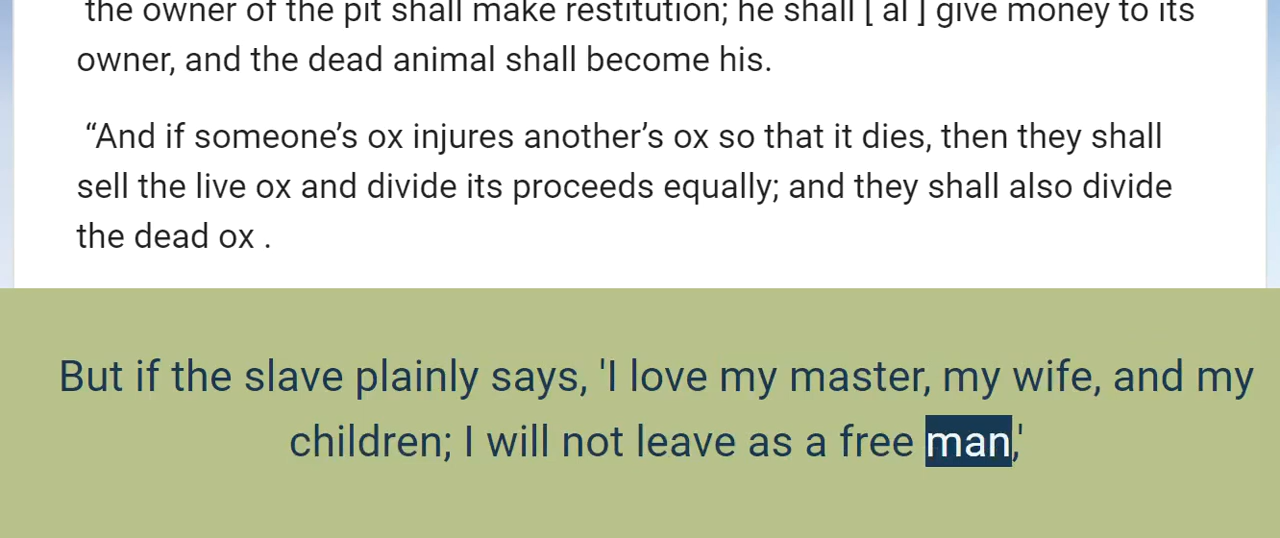 the owner of the pit shall make restitution; he shall [ al ] give money to its
owner, and the dead animal shall become his.
“And if someone’s ox injures another’s ox so that it dies, then they shall
sell the live ox and divide its proceeds equally; and they shall also divide
the dead ox .
But if the slave plainly says, 'I love my master, my wife, and my
children; I will not leave as a free man,'